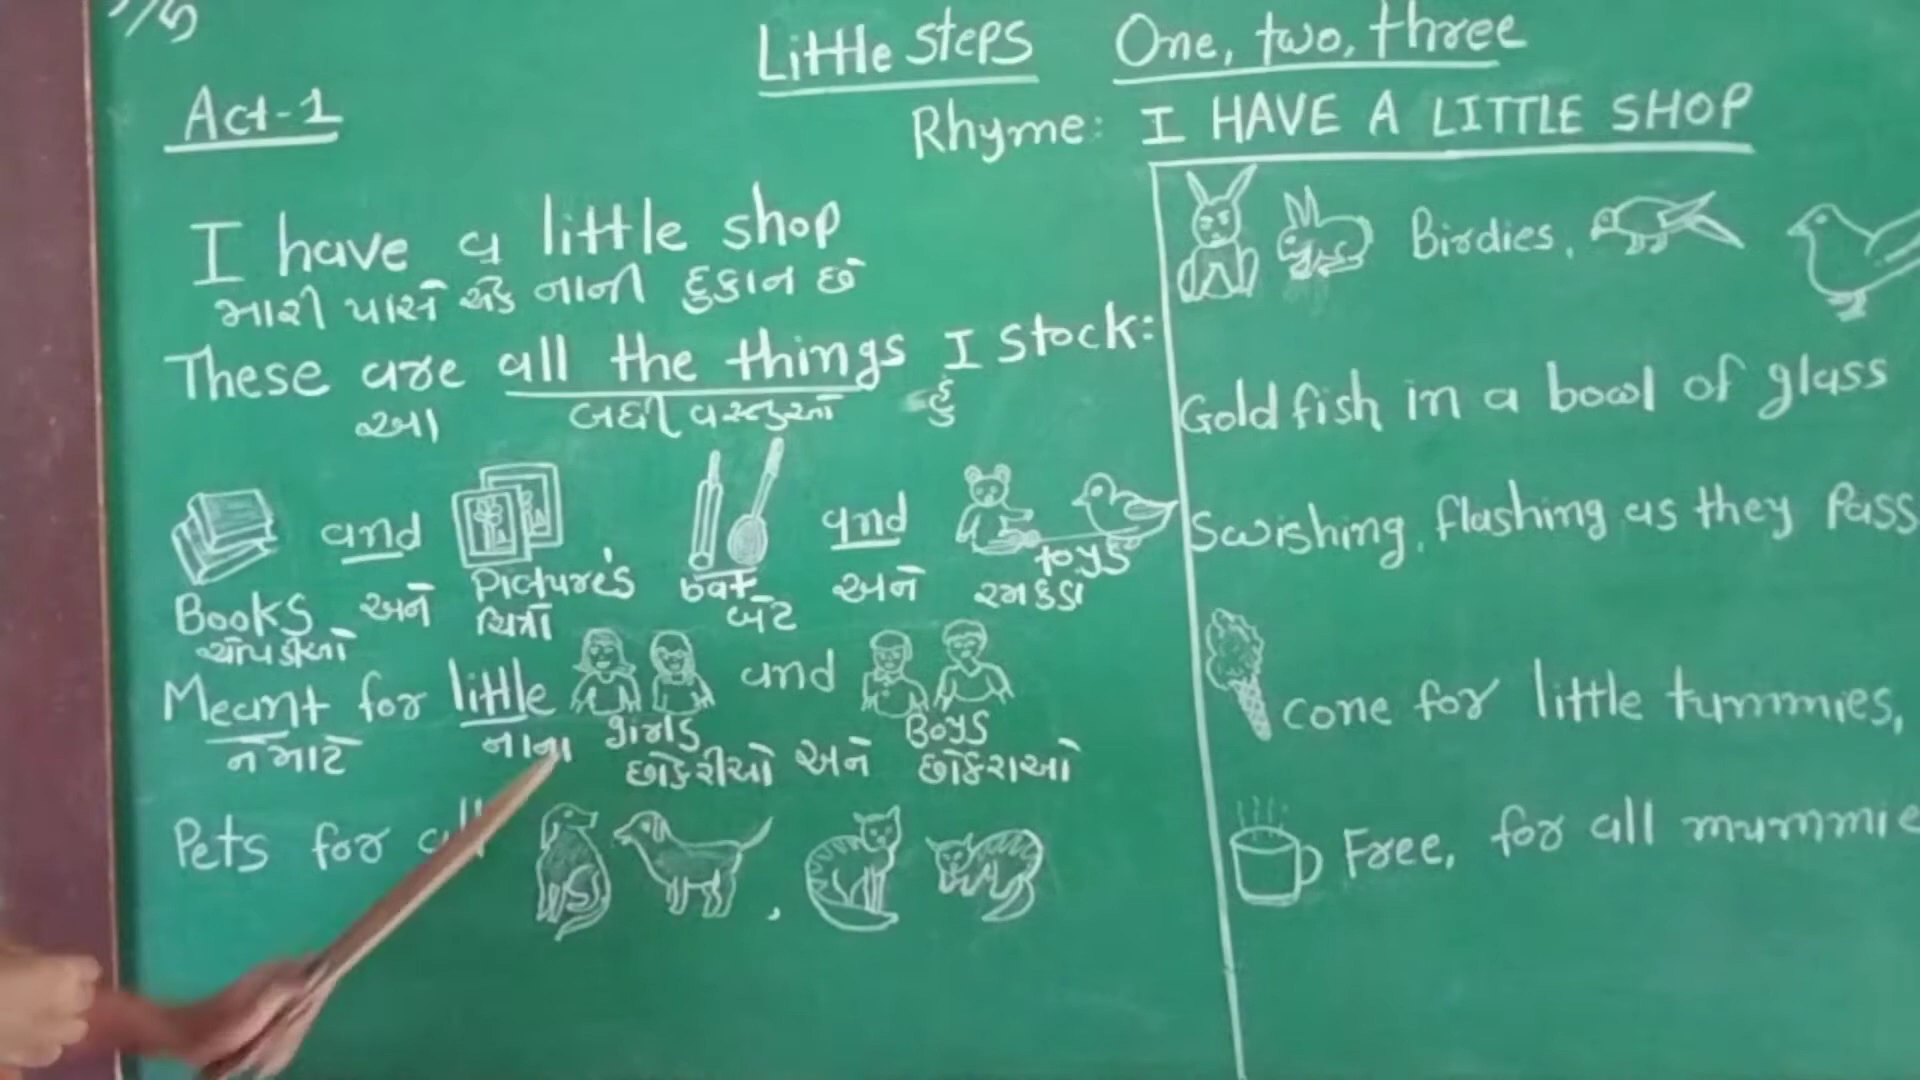 Little Steps One, two, three
Act-1
Rhyme: I HAVE A LITTLE SHOP
I have a little shop
મારી પાસે એક નાની દુકાન છે
These are all the things I stock:
આ બધી વસ્તુઓ હું
and and
Books અને Picture's bat અને toys
ચોપડીઓ ચિત્રો બેટ રમકડા
Meant for little and
ને માટે નાના girls Boys
છોકરીઓ અને છોકરાઓ
Pets for all
,
Birdies,
Gold fish in a bowl of glass
Swishing, flashing as they Pass
cone for little tummies,
Free, for all mummie